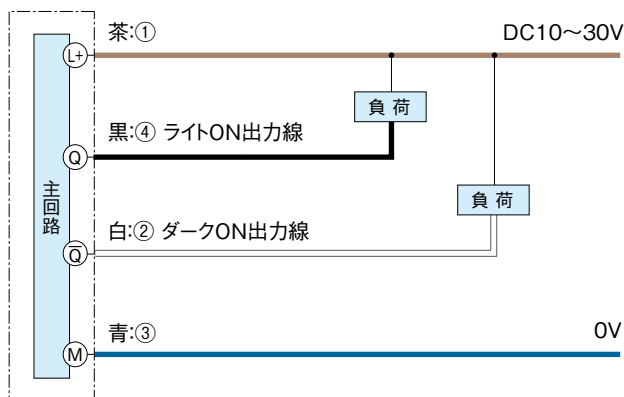 茶:① DC10～30V
L+
負 荷
黒:④ ライトON出力線
Q
主回路
負 荷
白:② ダークON出力線
Q̅
青:③ 0V
M